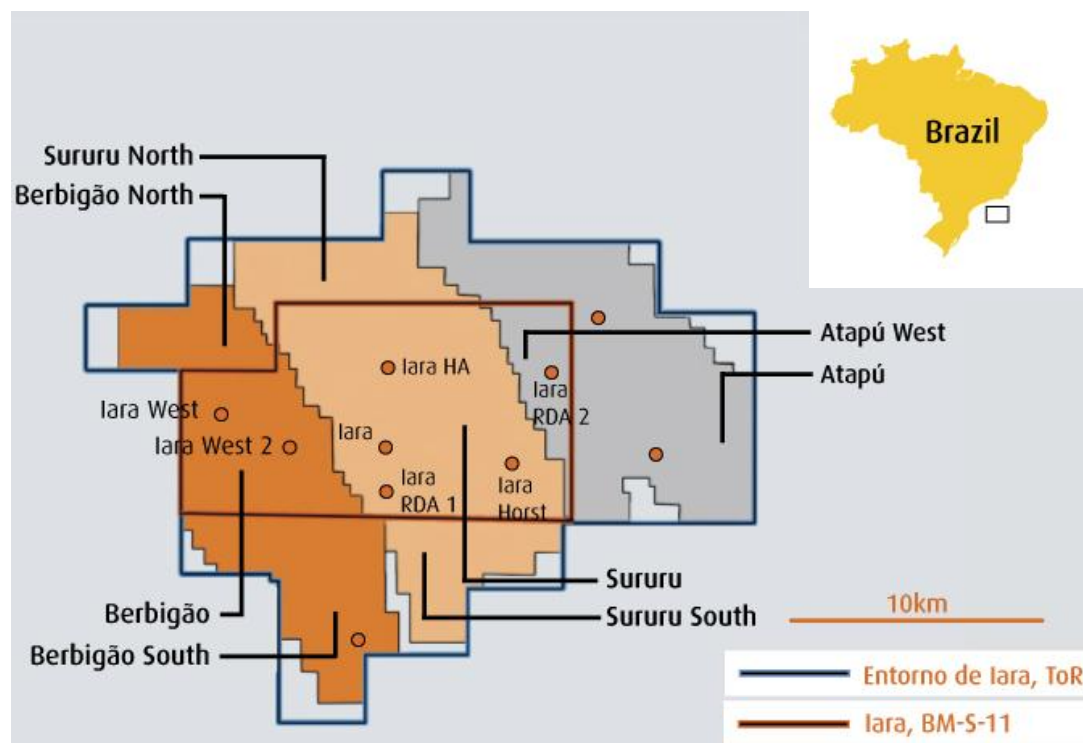 Brazil
Sururu North
Berbigão North
Atapú West
Atapú
Iara HA
Iara
RDA 2
Iara West
Iara West 2
Iara
Iara
RDA 1
Iara
Horst
Sururu
Sururu South
Berbigão
Berbigão South
10km
Entorno de Iara, ToR
Iara, BM-S-11